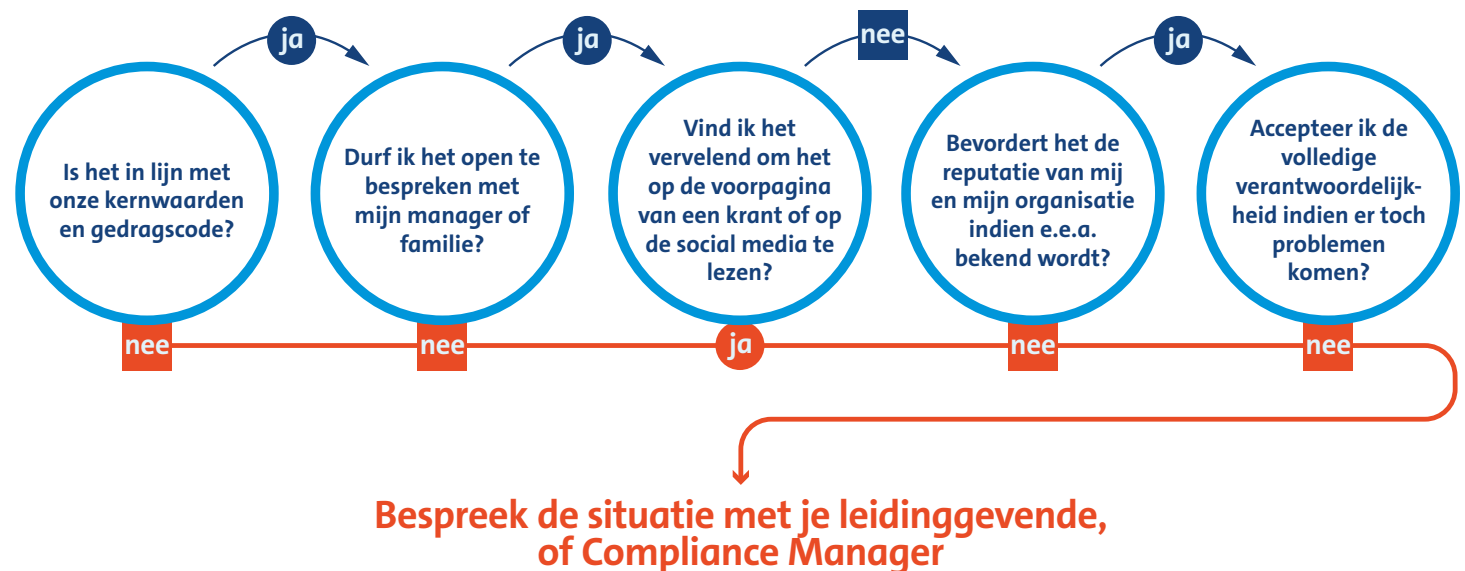 ja
ja
nee
ja
Is het in lijn met
onze kernwaarden
en gedragscode?
Durf ik het open te
bespreken met
mijn manager of
familie?
Vind ik het
vervelend om het
op de voorpagina
van een krant of op
de social media te
lezen?
Bevordert het de
reputatie van mij
en mijn organisatie
indien e.e.a.
bekend wordt?
Accepteer ik de
volledige
verantwoordelijk-
heid indien er toch
problemen
komen?
nee
nee
ja
nee
nee
Bespreek de situatie met je leidinggevende,
of Compliance Manager